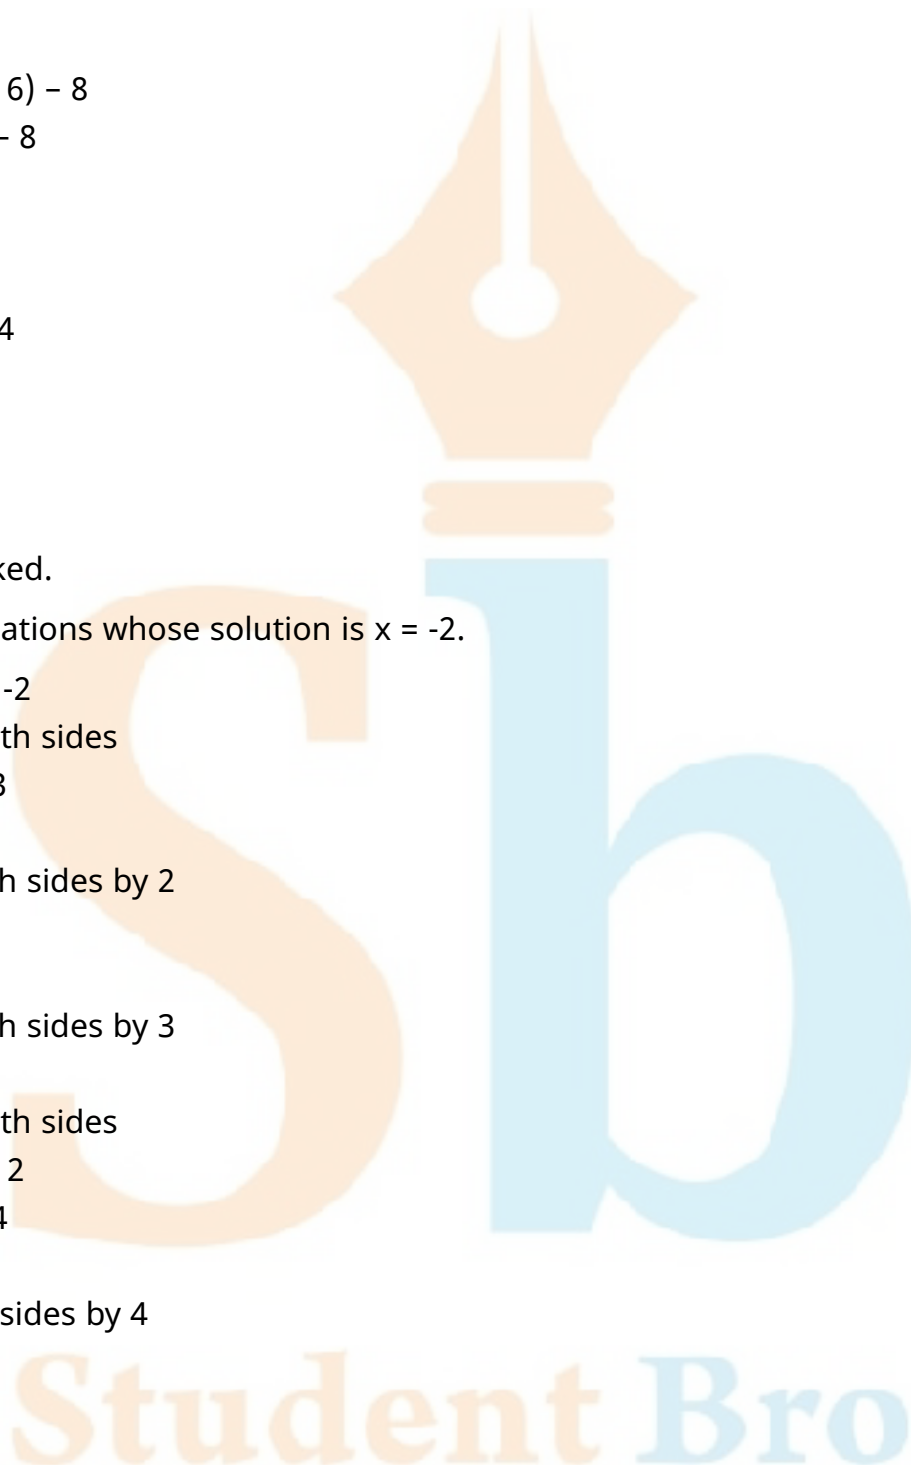 6) – 8
– 8
4
ked.
ations whose solution is x = -2.
-2
th sides
3
h sides by 2
h sides by 3
th sides
2
4
sides by 4
Sb
Student Bro